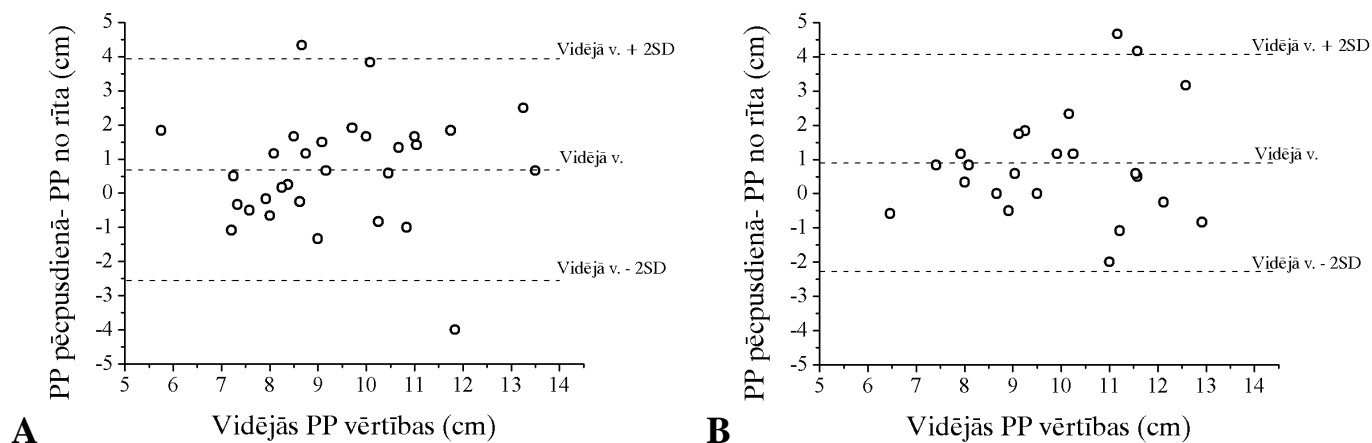 PP pēcpusdienā- PP no rīta (cm)
5
4
3
2
1
0
-1
-2
-3
-4
-5
Vidējā v. + 2SD
Vidējā v.
Vidējā v. - 2SD
5 6 7 8 9 10 11 12 13 14
Vidējās PP vērtības (cm)
A
PP pēcpusdienā- PP no rīta (cm)
5
4
3
2
1
0
-1
-2
-3
-4
-5
Vidējā v. + 2SD
Vidējā v.
Vidējā v. - 2SD
5 6 7 8 9 10 11 12 13 14
Vidējās PP vērtības (cm)
B